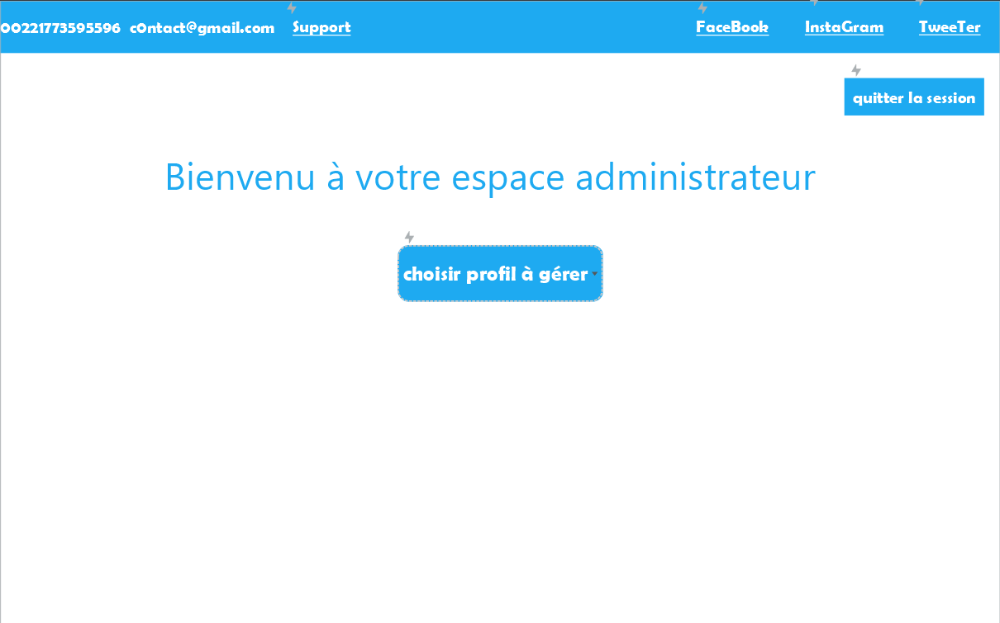 00221773595596 c0ntact@gmail.com Support FaceBook InstaGram TweeTer
quitter la session
Bienvenu à votre espace administrateur
choisir profil à gérer